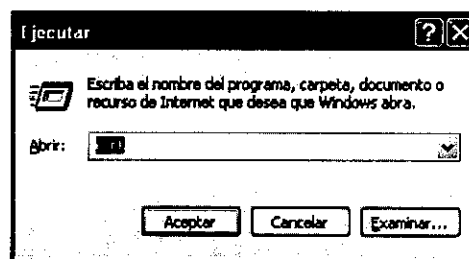 Ejecutar
Escriba el nombre del programa, carpeta, documento o
recurso de Internet que desea que Windows abra.
Abrir:
Aceptar
Cancelar
Examinar...